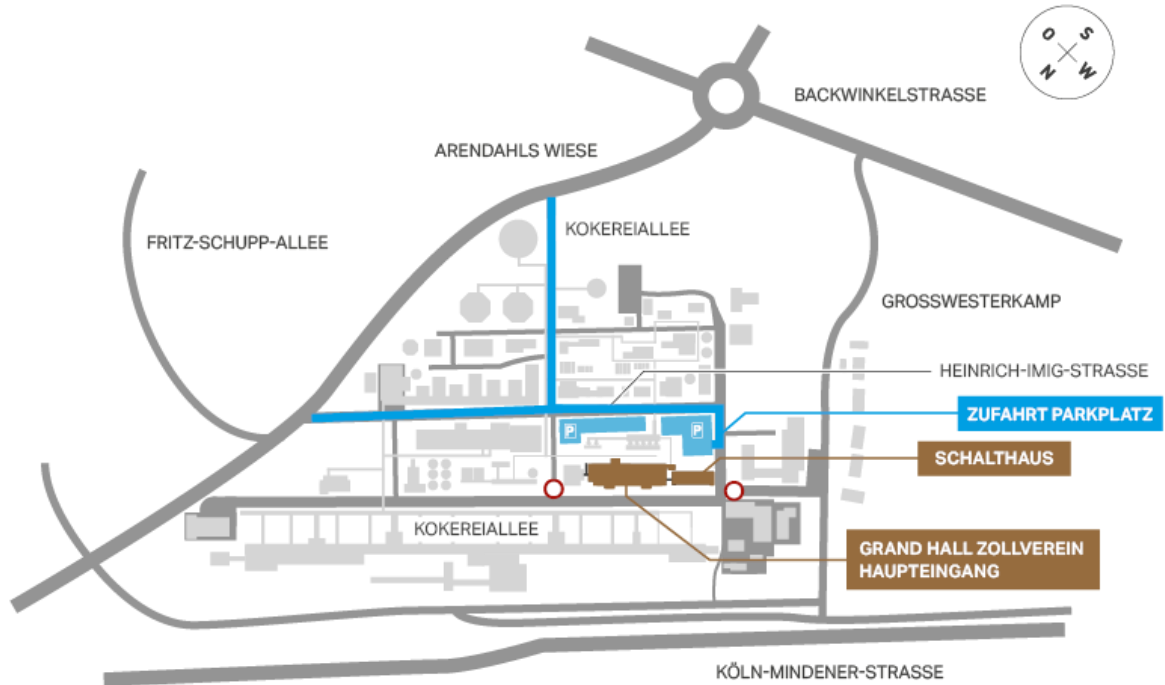 O S
N W
BACKWINKELSTRASSE
ARENDAHLS WIESE
KOKEREIALLEE
FRITZ-SCHUPP-ALLEE
GROSSWESTERKAMP
HEINRICH-IMIG-STRASSE
ZUFAHRT PARKPLATZ
P P
SCHALTHAUS
KOKEREIALLEE
GRAND HALL ZOLLVEREIN
HAUPTEINGANG
KÖLN-MINDENER-STRASSE